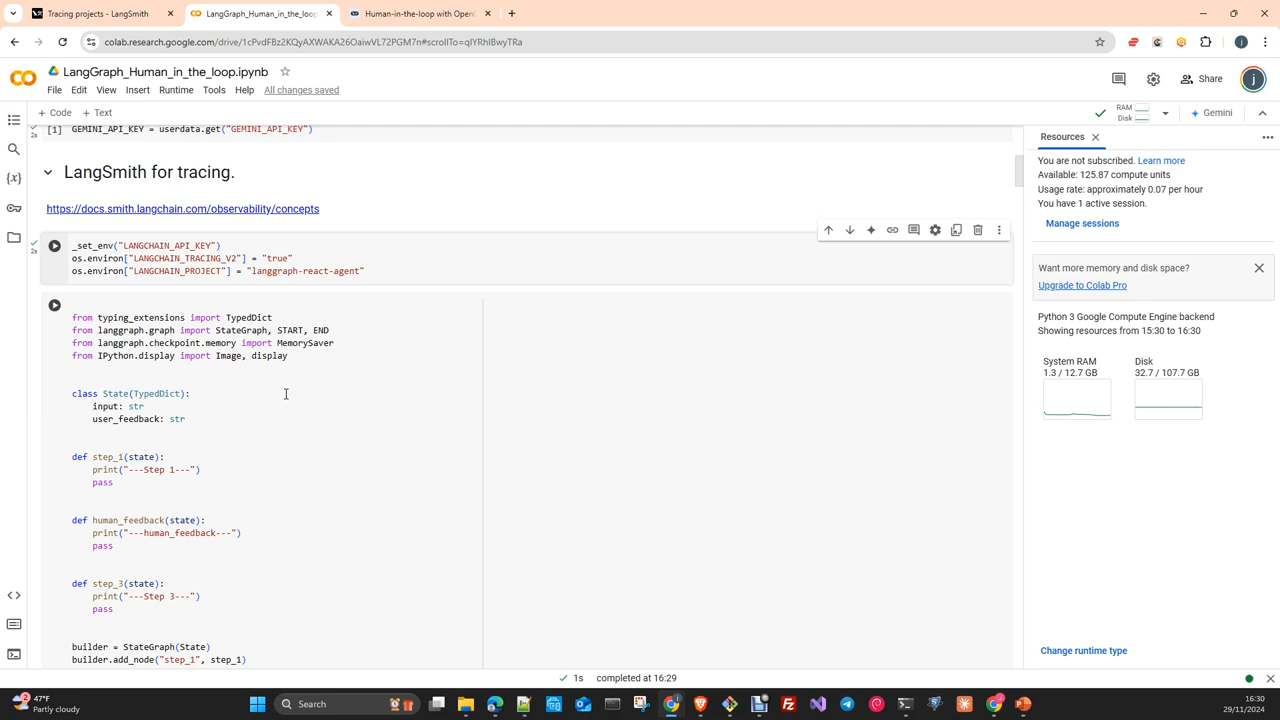 Tracing projects - LangSmith
LangGraph_Human_in_the_loop
Human-in-the-loop with Open
colab.research.google.com/drive/1cPvdFBz2KQyAXWAKA26OaiwVL72PGM7n#scrollTo=qIYRhIBwyTRa
LangGraph_Human_in_the_loop.ipynb
File Edit View Insert Runtime Tools Help All changes saved
Share
+ Code + Text
RAM
Disk
Gemini
2s
[1] GEMINI_API_KEY = userdata.get("GEMINI_API_KEY")
LangSmith for tracing.
https://docs.smith.langchain.com/observability/concepts
2s
_set_env("LANGCHAIN_API_KEY")
os.environ["LANGCHAIN_TRACING_V2"] = "true"
os.environ["LANGCHAIN_PROJECT"] = "langgraph-react-agent"
from typing_extensions import TypedDict
from langgraph.graph import StateGraph, START, END
from langgraph.checkpoint.memory import MemorySaver
from IPython.display import Image, display
class State(TypedDict):
input: str
user_feedback: str
def step_1(state):
print("---Step 1---")
pass
def human_feedback(state):
print("---human_feedback---")
pass
def step_3(state):
print("---Step 3---")
pass
builder = StateGraph(State)
builder.add_node("step_1", step_1)
Resources
You are not subscribed. Learn more
Available: 125.87 compute units
Usage rate: approximately 0.07 per hour
You have 1 active session.
Manage sessions
Want more memory and disk space?
Upgrade to Colab Pro
Python 3 Google Compute Engine backend
Showing resources from 15:30 to 16:30
System RAM
1.3 / 12.7 GB
Disk
32.7 / 107.7 GB
Change runtime type
1s completed at 16:29
47°F
Partly cloudy
Search
16:30
29/11/2024